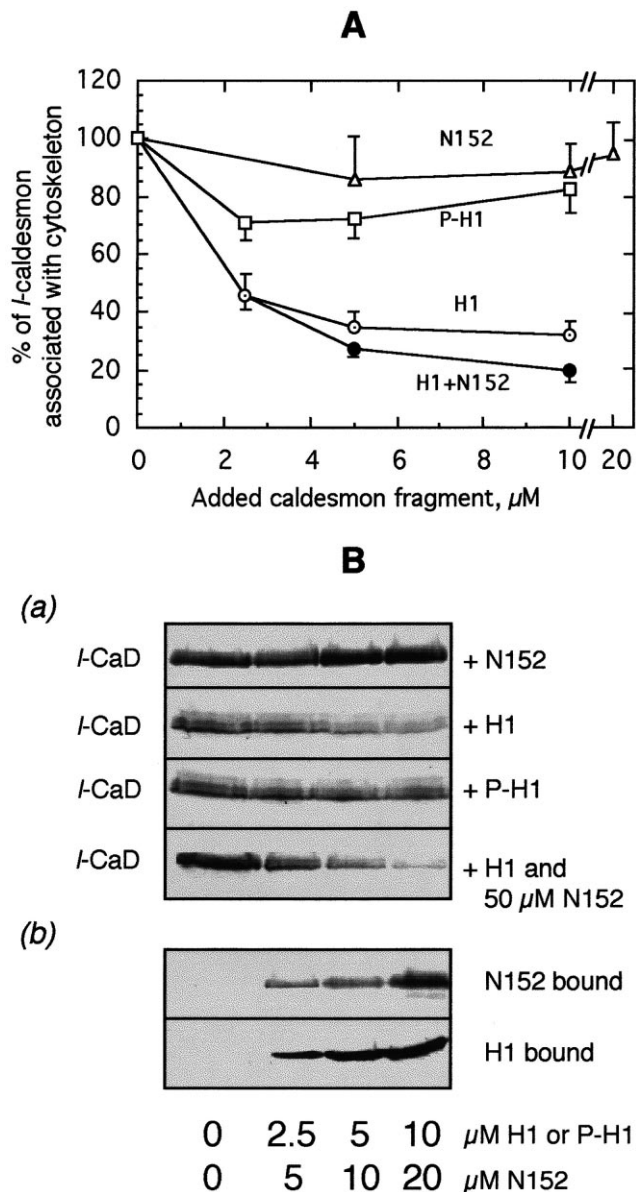 A
120
100
80
60
40
20
0
% of l-caldesmon
associated with cytoskeleton
N152
P-H1
H1
H1+N152
0 2 4 6 8 10 20
Added caldesmon fragment, µM
B
(a)
l-CaD + N152
l-CaD + H1
l-CaD + P-H1
l-CaD + H1 and
50 µM N152
(b)
N152 bound
H1 bound
0 2.5 5 10 µM H1 or P-H1
0 5 10 20 µM N152